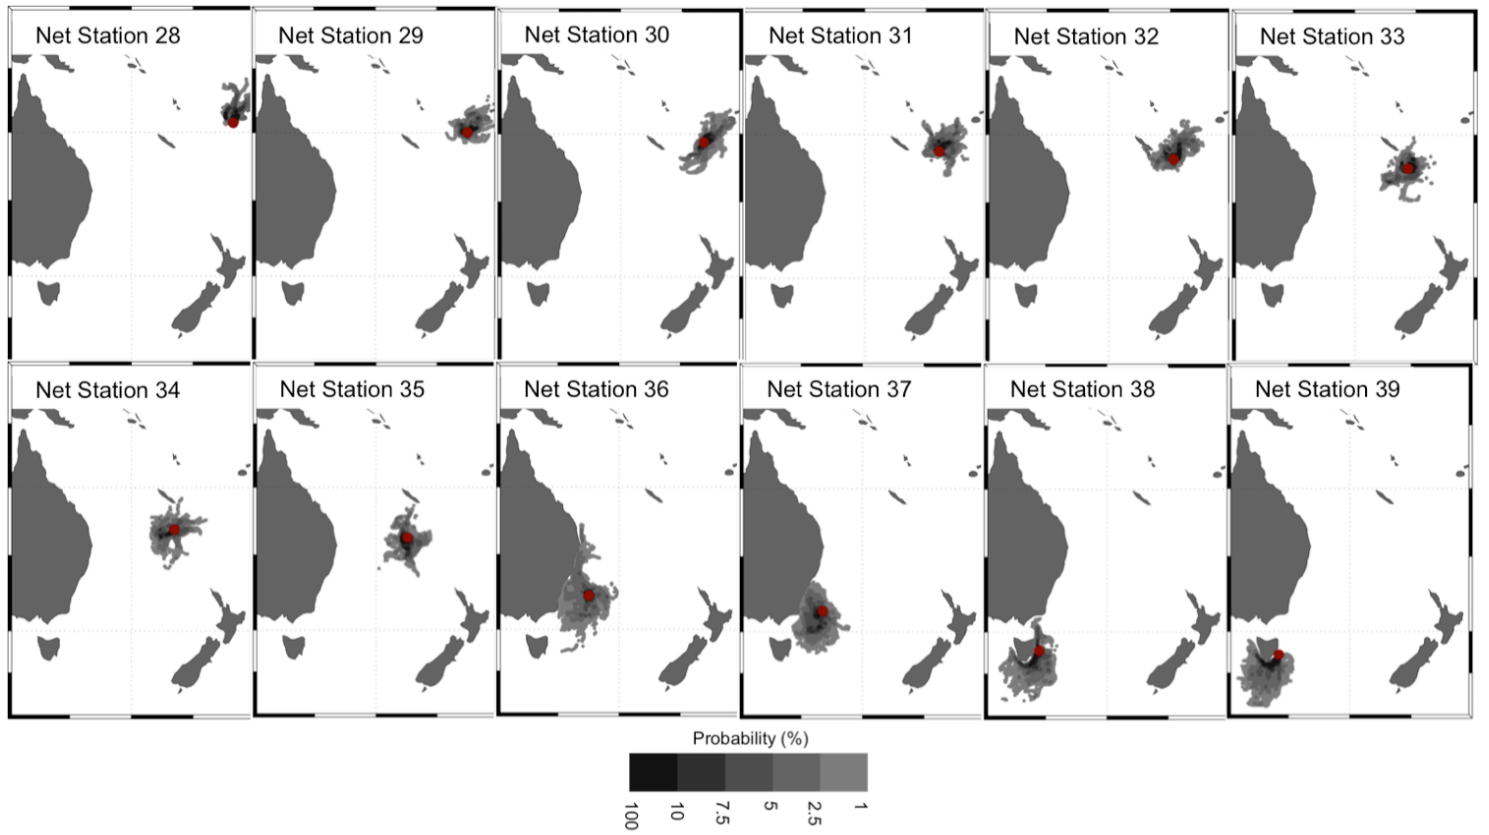 Net Station 28
Net Station 29
Net Station 30
Net Station 31
Net Station 32
Net Station 33
Net Station 34
Net Station 35
Net Station 36
Net Station 37
Net Station 38
Net Station 39
Probability (%)
100 10 7.5 5 2.5 1